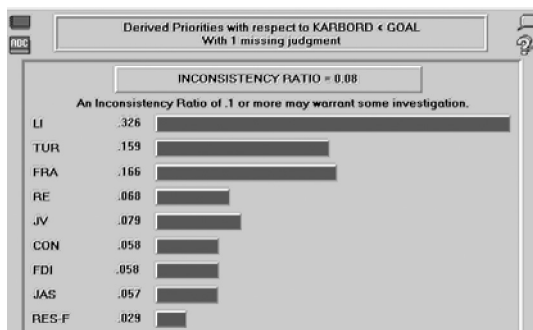 Derived Priorities with respect to KARBORD < GOAL
With 1 missing judgment
ABC
INCONSISTENCY RATIO = 0.08
An Inconsistency Ratio of .1 or more may warrant some investigation.
LI .326
TUR .159
FRA .166
RE .068
JV .079
CON .058
FDI .058
JAS .057
RES-F .029